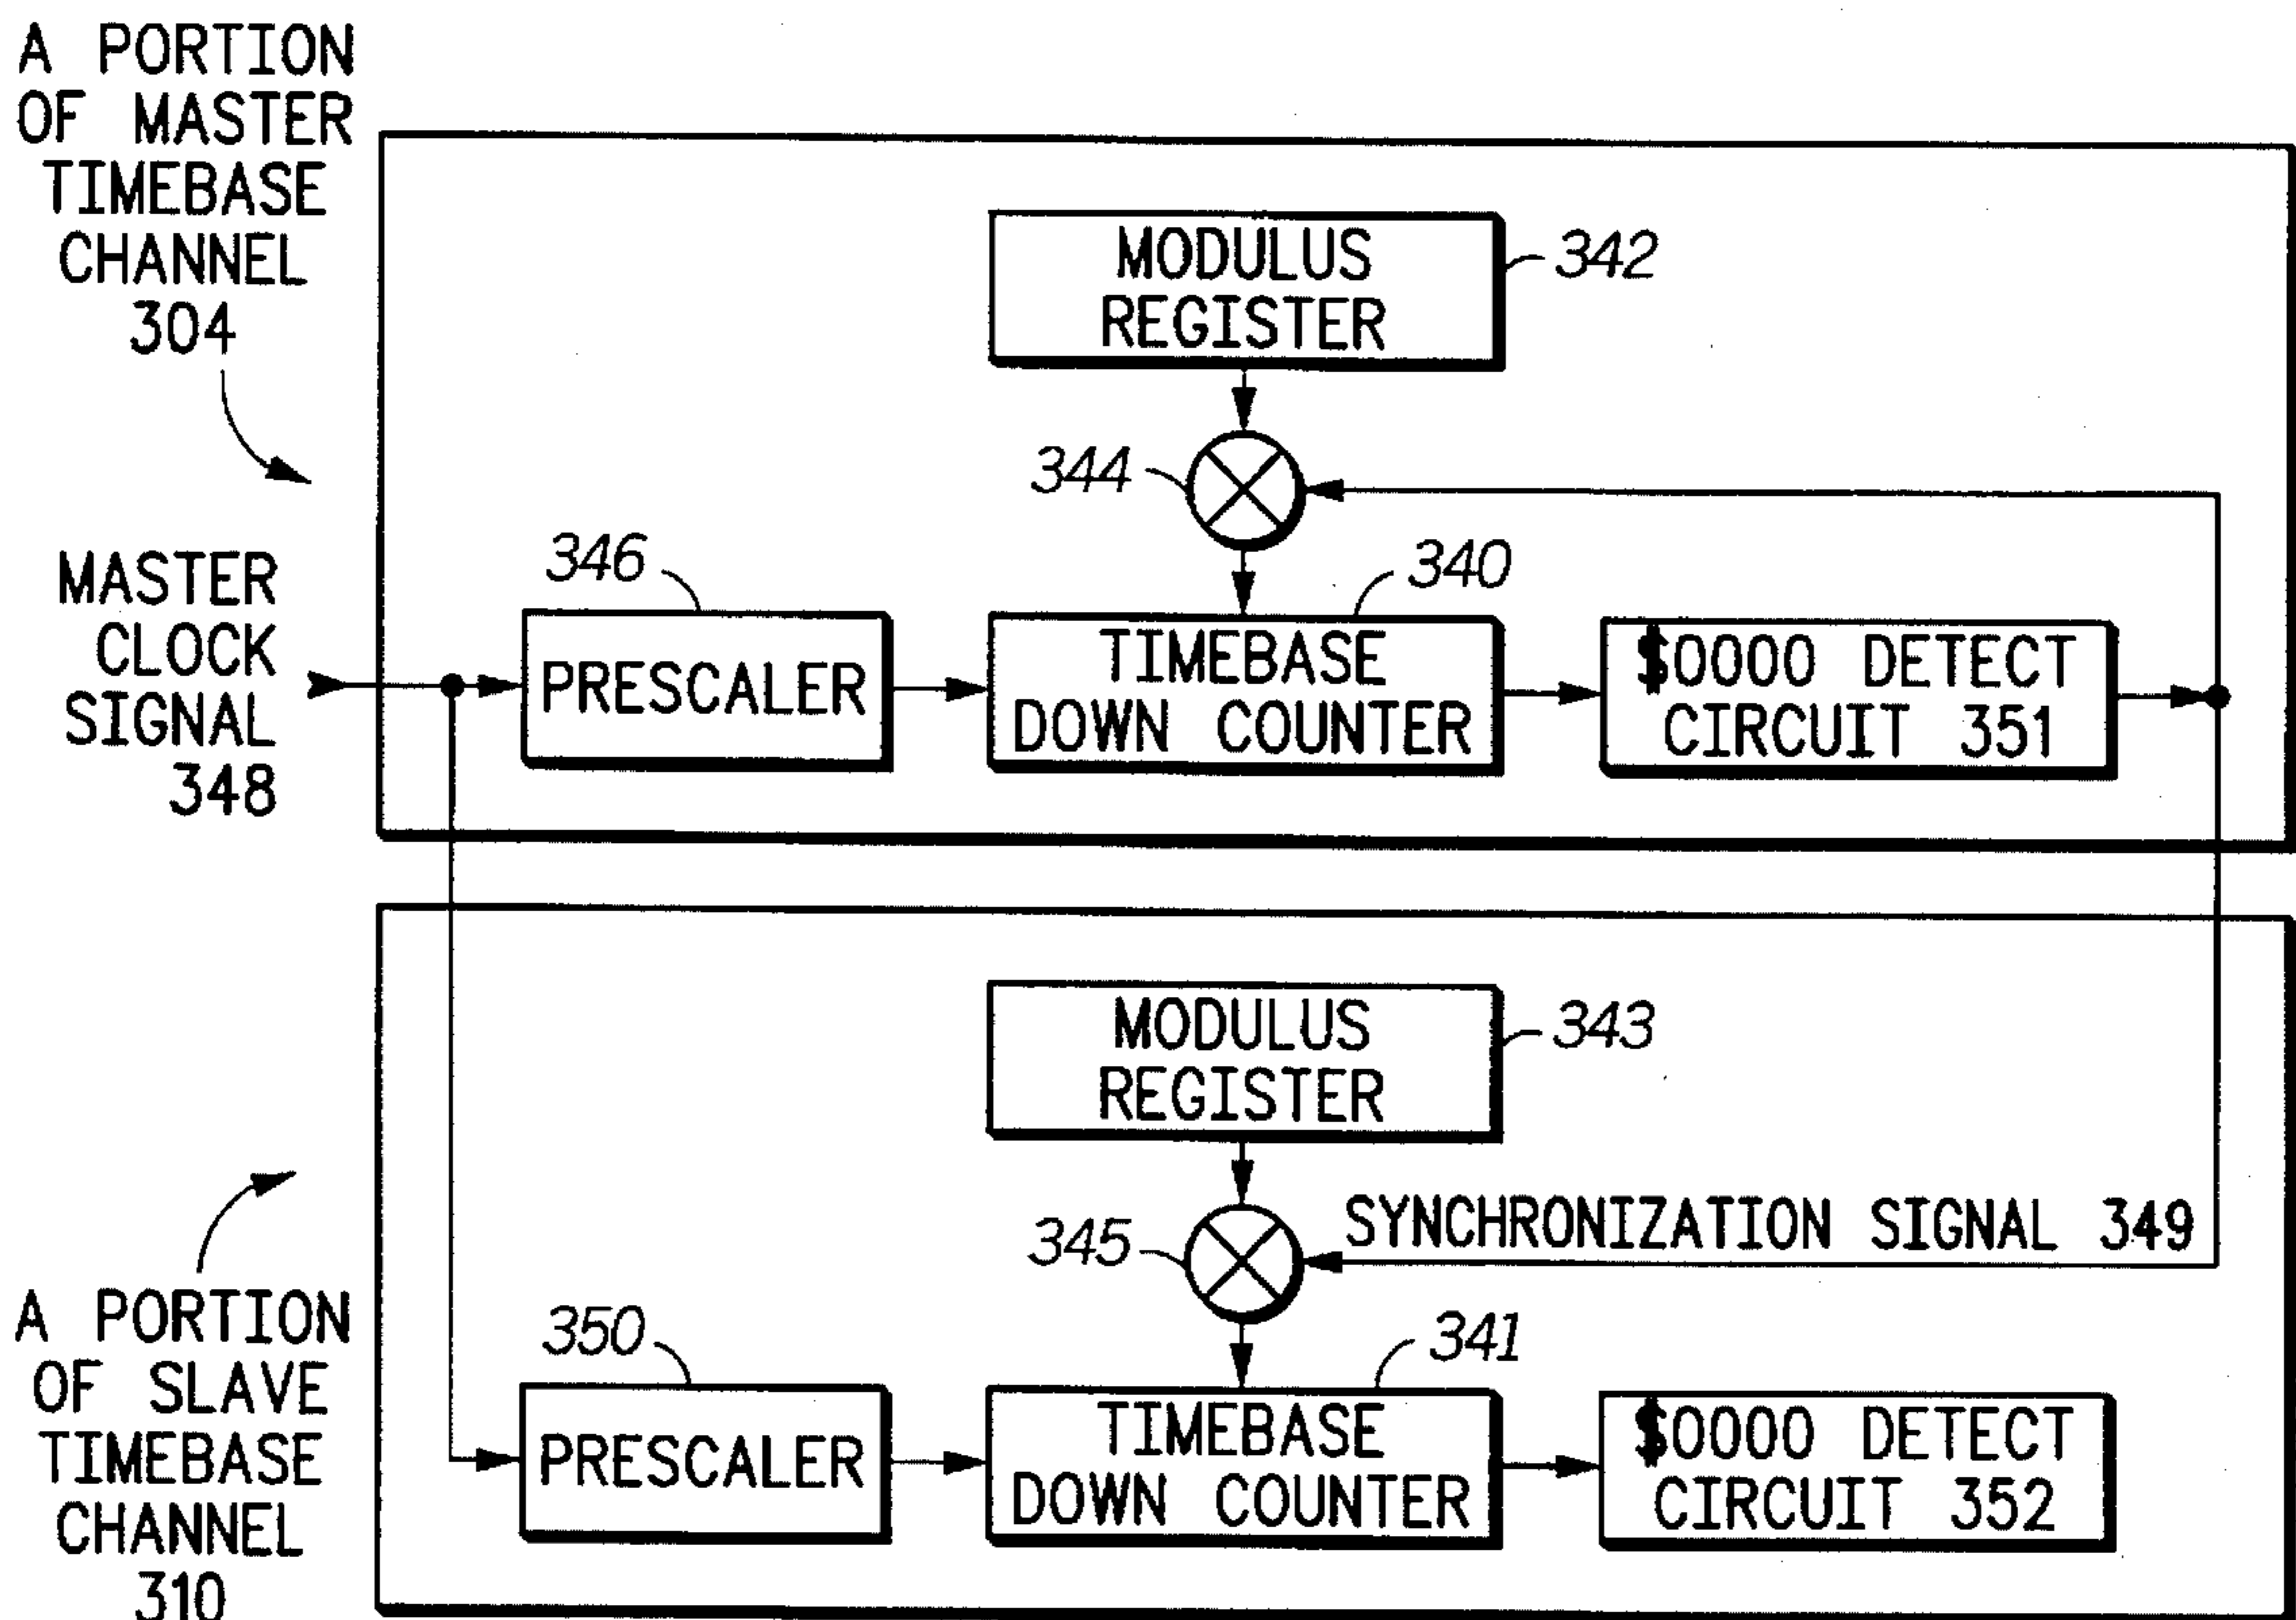 A PORTION
OF MASTER
TIMEBASE
CHANNEL
304
MODULUS
REGISTER
342
344
MASTER
CLOCK
SIGNAL
348
346
PRESCALER
340
TIMEBASE
DOWN COUNTER
$0000 DETECT
CIRCUIT 351
MODULUS
REGISTER
343
345
SYNCHRONIZATION SIGNAL 349
A PORTION
OF SLAVE
TIMEBASE
CHANNEL
310
350
PRESCALER
341
TIMEBASE
DOWN COUNTER
$0000 DETECT
CIRCUIT 352